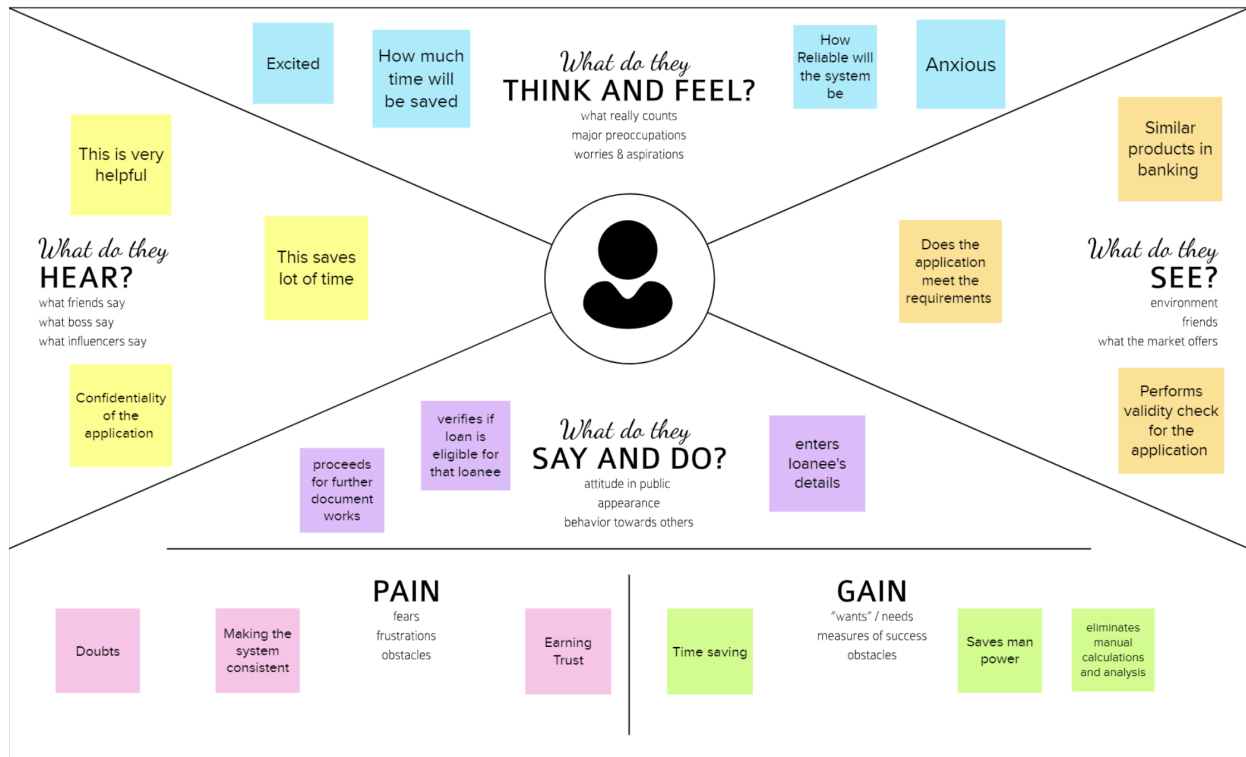 Excited
How much
time will
be saved
What do they
THINK AND FEEL?
what really counts
major preoccupations
worries & aspirations
How
Reliable will
the system
be
Anxious
This is very
helpful
What do they
HEAR?
what friends say
what boss say
what influencers say
This saves
lot of time
Confidentiality
of the
application
Similar
products in
banking
Does the
application
meet the
requirements
What do they
SEE?
environment
friends
what the market offers
Performs
validity check
for the
application
proceeds
for further
document
works
verifies if
loan is
eligible for
that loanee
What do they
SAY AND DO?
attitude in public
appearance
behavior towards others
enters
loanee's
details
PAIN
fears
frustrations
obstacles
Doubts
Making the
system
consistent
Earning
Trust
GAIN
"wants" / needs
measures of success
obstacles
Time saving
Saves man
power
eliminates
manual
calculations
and analysis